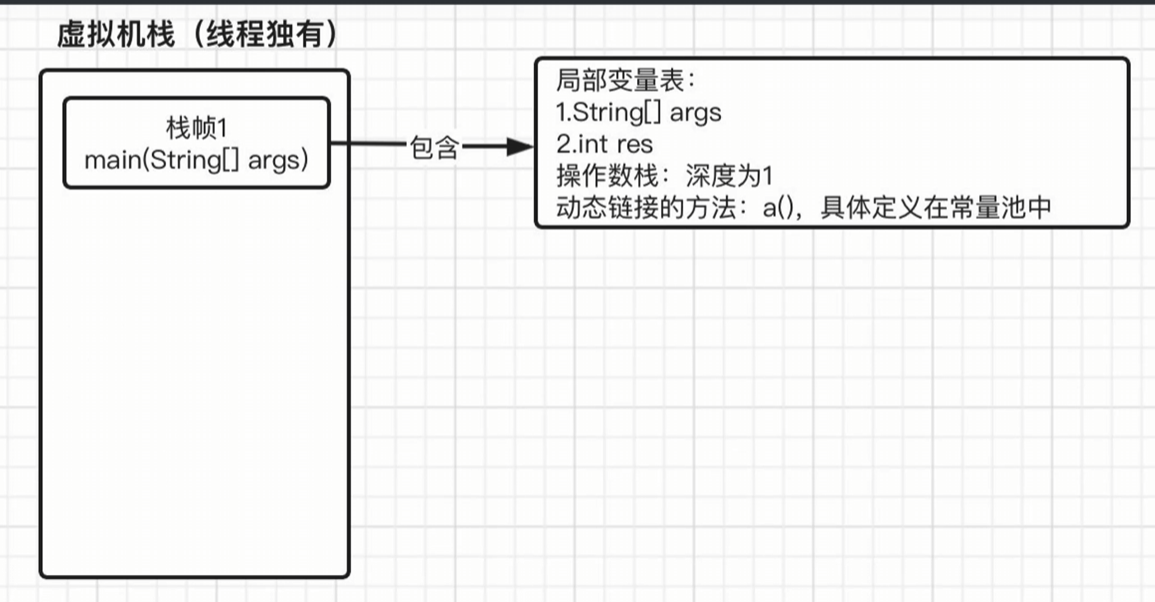 虚拟机栈（线程独有）
栈帧1
main(String[] args)
包含
局部变量表：
1.String[] args
2.int res
操作数栈：深度为1
动态链接的方法：a()，具体定义在常量池中